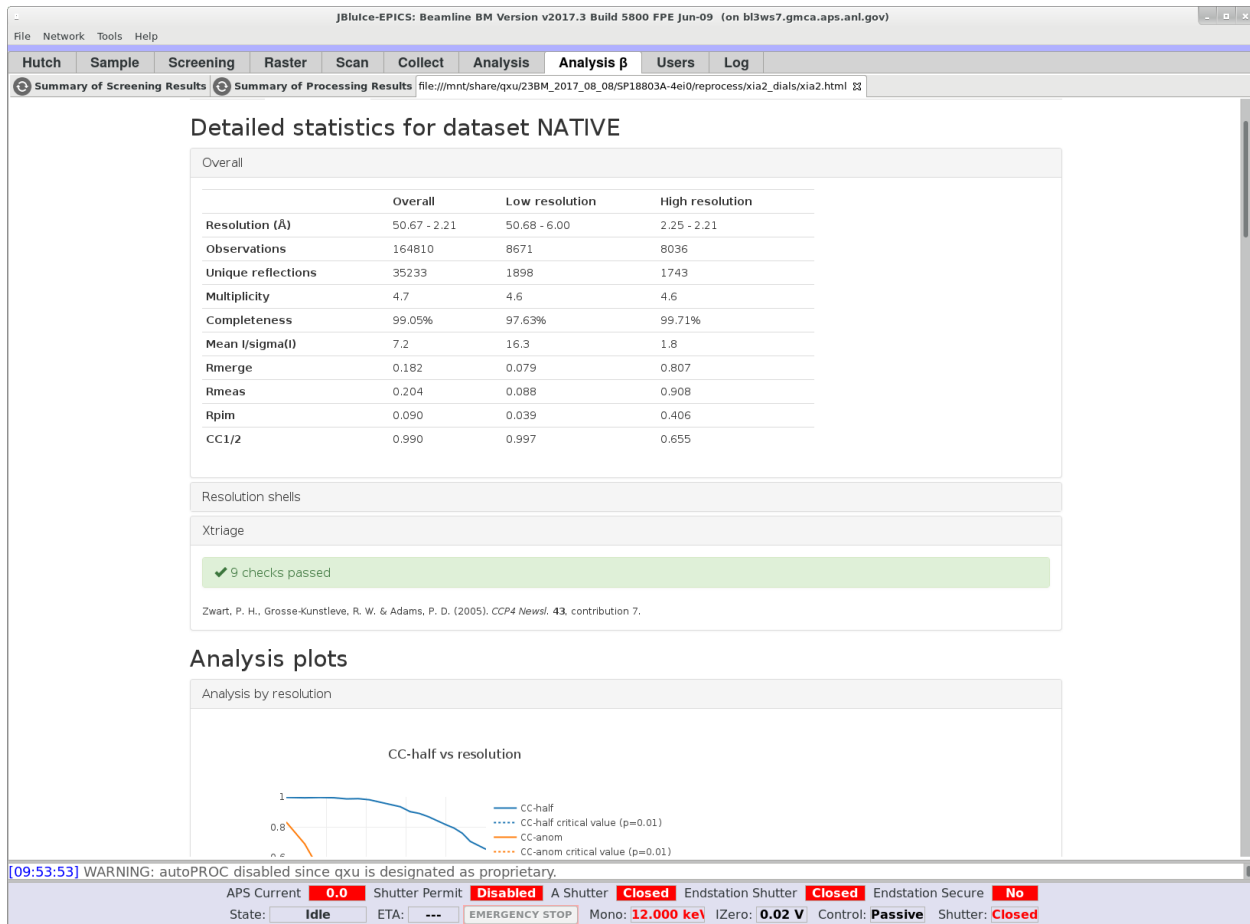 JBluIce-EPICS: Beamline BM Version v2017.3 Build 5800 FPE Jun-09 (on bl3ws7.gmca.aps.anl.gov)
File Network Tools Help
Hutch Sample Screening Raster Scan Collect Analysis Analysis β Users Log
Summary of Screening Results Summary of Processing Results file:///mnt/share/qxu/23BM_2017_08_08/SP18803A-4ei0/reprocess/xia2_dials/xia2.html
Detailed statistics for dataset NATIVE
Overall
Overall Low resolution High resolution
Resolution (Å) 50.67 - 2.21 50.68 - 6.00 2.25 - 2.21
Observations 164810 8671 8036
Unique reflections 35233 1898 1743
Multiplicity 4.7 4.6 4.6
Completeness 99.05% 97.63% 99.71%
Mean I/sigma(I) 7.2 16.3 1.8
Rmerge 0.182 0.079 0.807
Rmeas 0.204 0.088 0.908
Rpim 0.090 0.039 0.406
CC1/2 0.990 0.997 0.655
Resolution shells
Xtriage
9 checks passed
Zwart, P. H., Grosse-Kunstleve, R. W. & Adams, P. D. (2005). CCP4 Newsl. 43, contribution 7.
Analysis plots
Analysis by resolution
CC-half vs resolution
1
CC-half
CC-half critical value (p=0.01)
0.8
CC-anom
CC-anom critical value (p=0.01)
[09:53:53] WARNING: autoPROC disabled since qxu is designated as proprietary.
APS Current 0.0 Shutter Permit Disabled A Shutter Closed Endstation Shutter Closed Endstation Secure No
State: Idle ETA: --- EMERGENCY STOP Mono: 12.000 keV IZero: 0.02 V Control: Passive Shutter: Closed